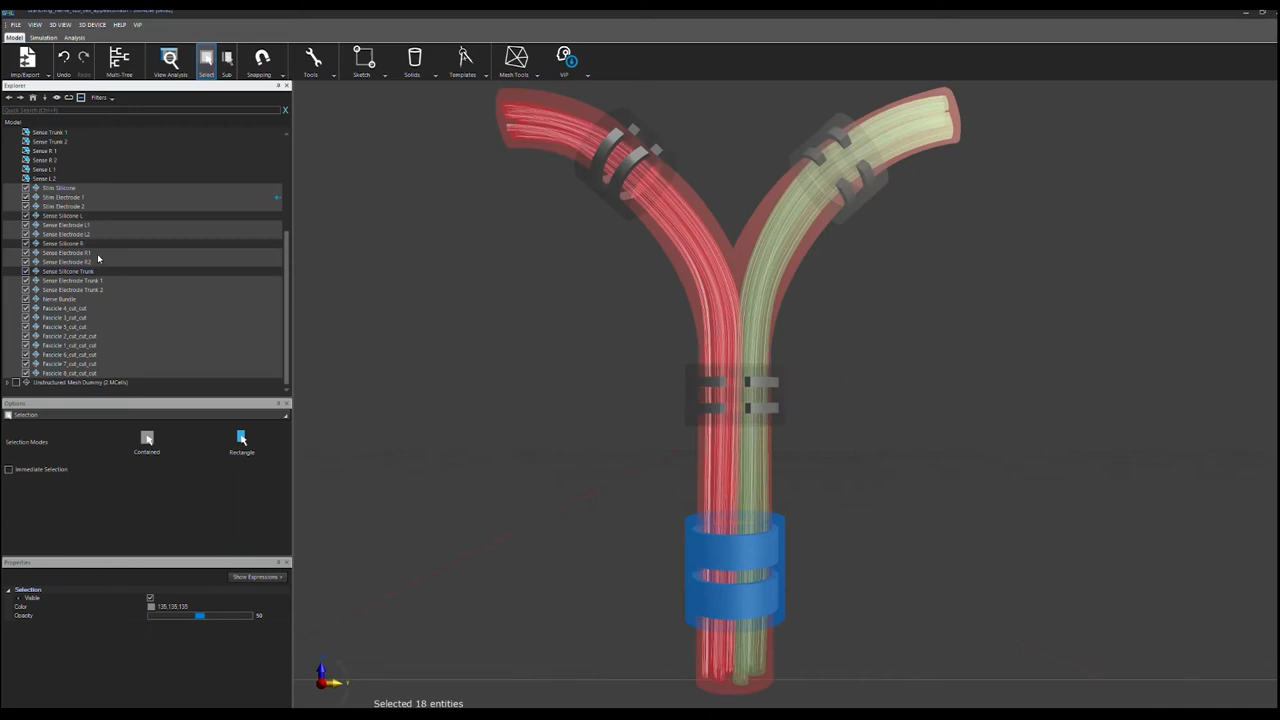 FILE VIEW 3D VIEW 3D DEVICE HELP ViP
Model Simulation Analysis
Imp/Export Undo Redo Multi-Tree View Analysis Select Sub Snapping Tools Sketch Solids Templates Mesh Tools ViP
Explorer
Filters
Quick Search (Ctrl+F)
Model
Sense Trunk 1
Sense Trunk 2
Sense R 1
Sense R 2
Sense L 1
Sense L 2
Stim Silicone
Stim Electrode 1
Stim Electrode 2
Sense Silicone L
Sense Electrode L1
Sense Electrode L2
Sense Silicone R
Sense Electrode R1
Sense Electrode R2
Sense Silicone Trunk
Sense Electrode Trunk 1
Sense Electrode Trunk 2
Nerve Bundle
Fascicle 4_cut_cut
Fascicle 3_cut_cut
Fascicle 5_cut_cut
Fascicle 2_cut_cut_cut
Fascicle 1_cut_cut_cut
Fascicle 6_cut_cut_cut
Fascicle 7_cut_cut_cut
Fascicle 8_cut_cut_cut
Unstructured Mesh Dummy (2 MCells)
Options
Selection
Selection Modes
Contained Rectangle
Immediate Selection
Properties
Show Expressions >
Selection
Visible
Color 135;135;135
Opacity 50
Y
Selected 18 entities